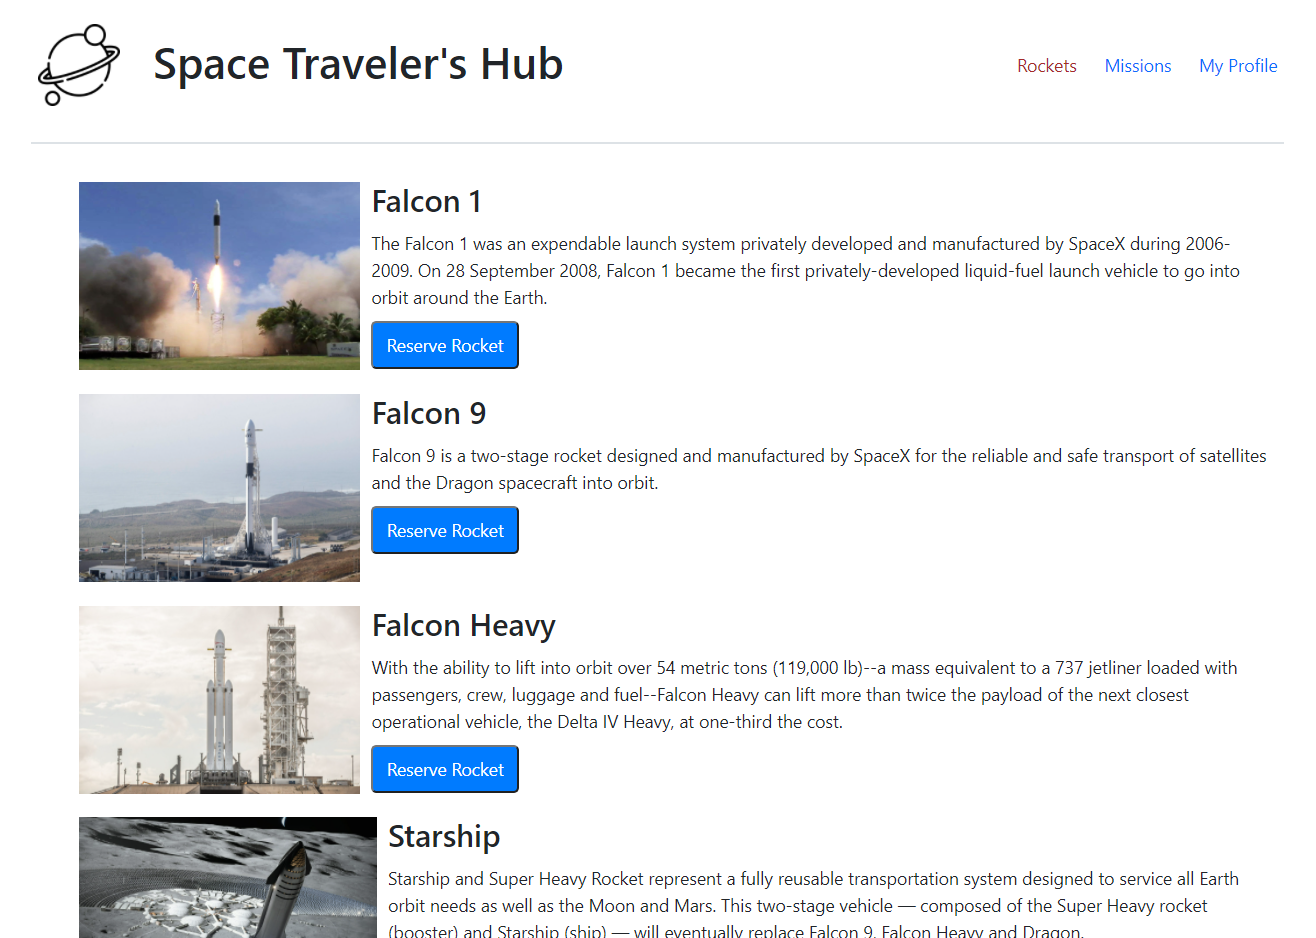 Space Traveler's Hub
Rockets Missions My Profile
Falcon 1
The Falcon 1 was an expendable launch system privately developed and manufactured by SpaceX during 2006-
2009. On 28 September 2008, Falcon 1 became the first privately-developed liquid-fuel launch vehicle to go into
orbit around the Earth.
Reserve Rocket
Falcon 9
Falcon 9 is a two-stage rocket designed and manufactured by SpaceX for the reliable and safe transport of satellites
and the Dragon spacecraft into orbit.
Reserve Rocket
Falcon Heavy
With the ability to lift into orbit over 54 metric tons (119,000 lb)--a mass equivalent to a 737 jetliner loaded with
passengers, crew, luggage and fuel--Falcon Heavy can lift more than twice the payload of the next closest
operational vehicle, the Delta IV Heavy, at one-third the cost.
Reserve Rocket
Starship
Starship and Super Heavy Rocket represent a fully reusable transportation system designed to service all Earth
orbit needs as well as the Moon and Mars. This two-stage vehicle — composed of the Super Heavy rocket
(booster) and Starship (ship) — will eventually replace Falcon 9, Falcon Heavy and Dragon.